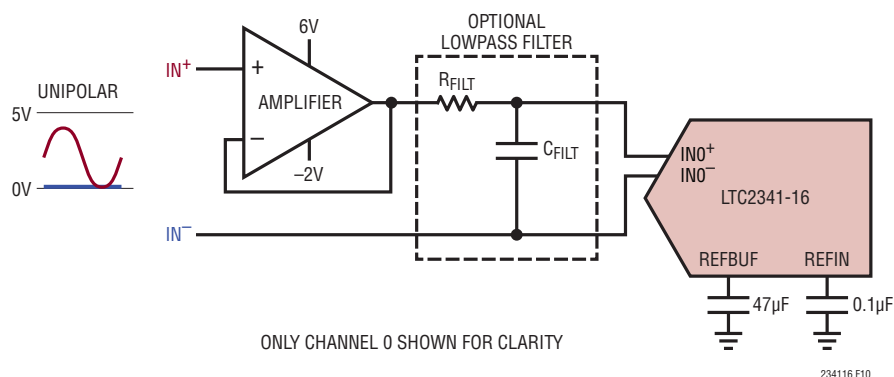 OPTIONAL
LOWPASS FILTER
6V
IN+
+
AMPLIFIER
–
–2V
RFILT
CFILT
UNIPOLAR
5V
0V
IN–
IN0+
IN0–
LTC2341-16
REFBUF
REFIN
47µF
0.1µF
ONLY CHANNEL 0 SHOWN FOR CLARITY
234116 F10